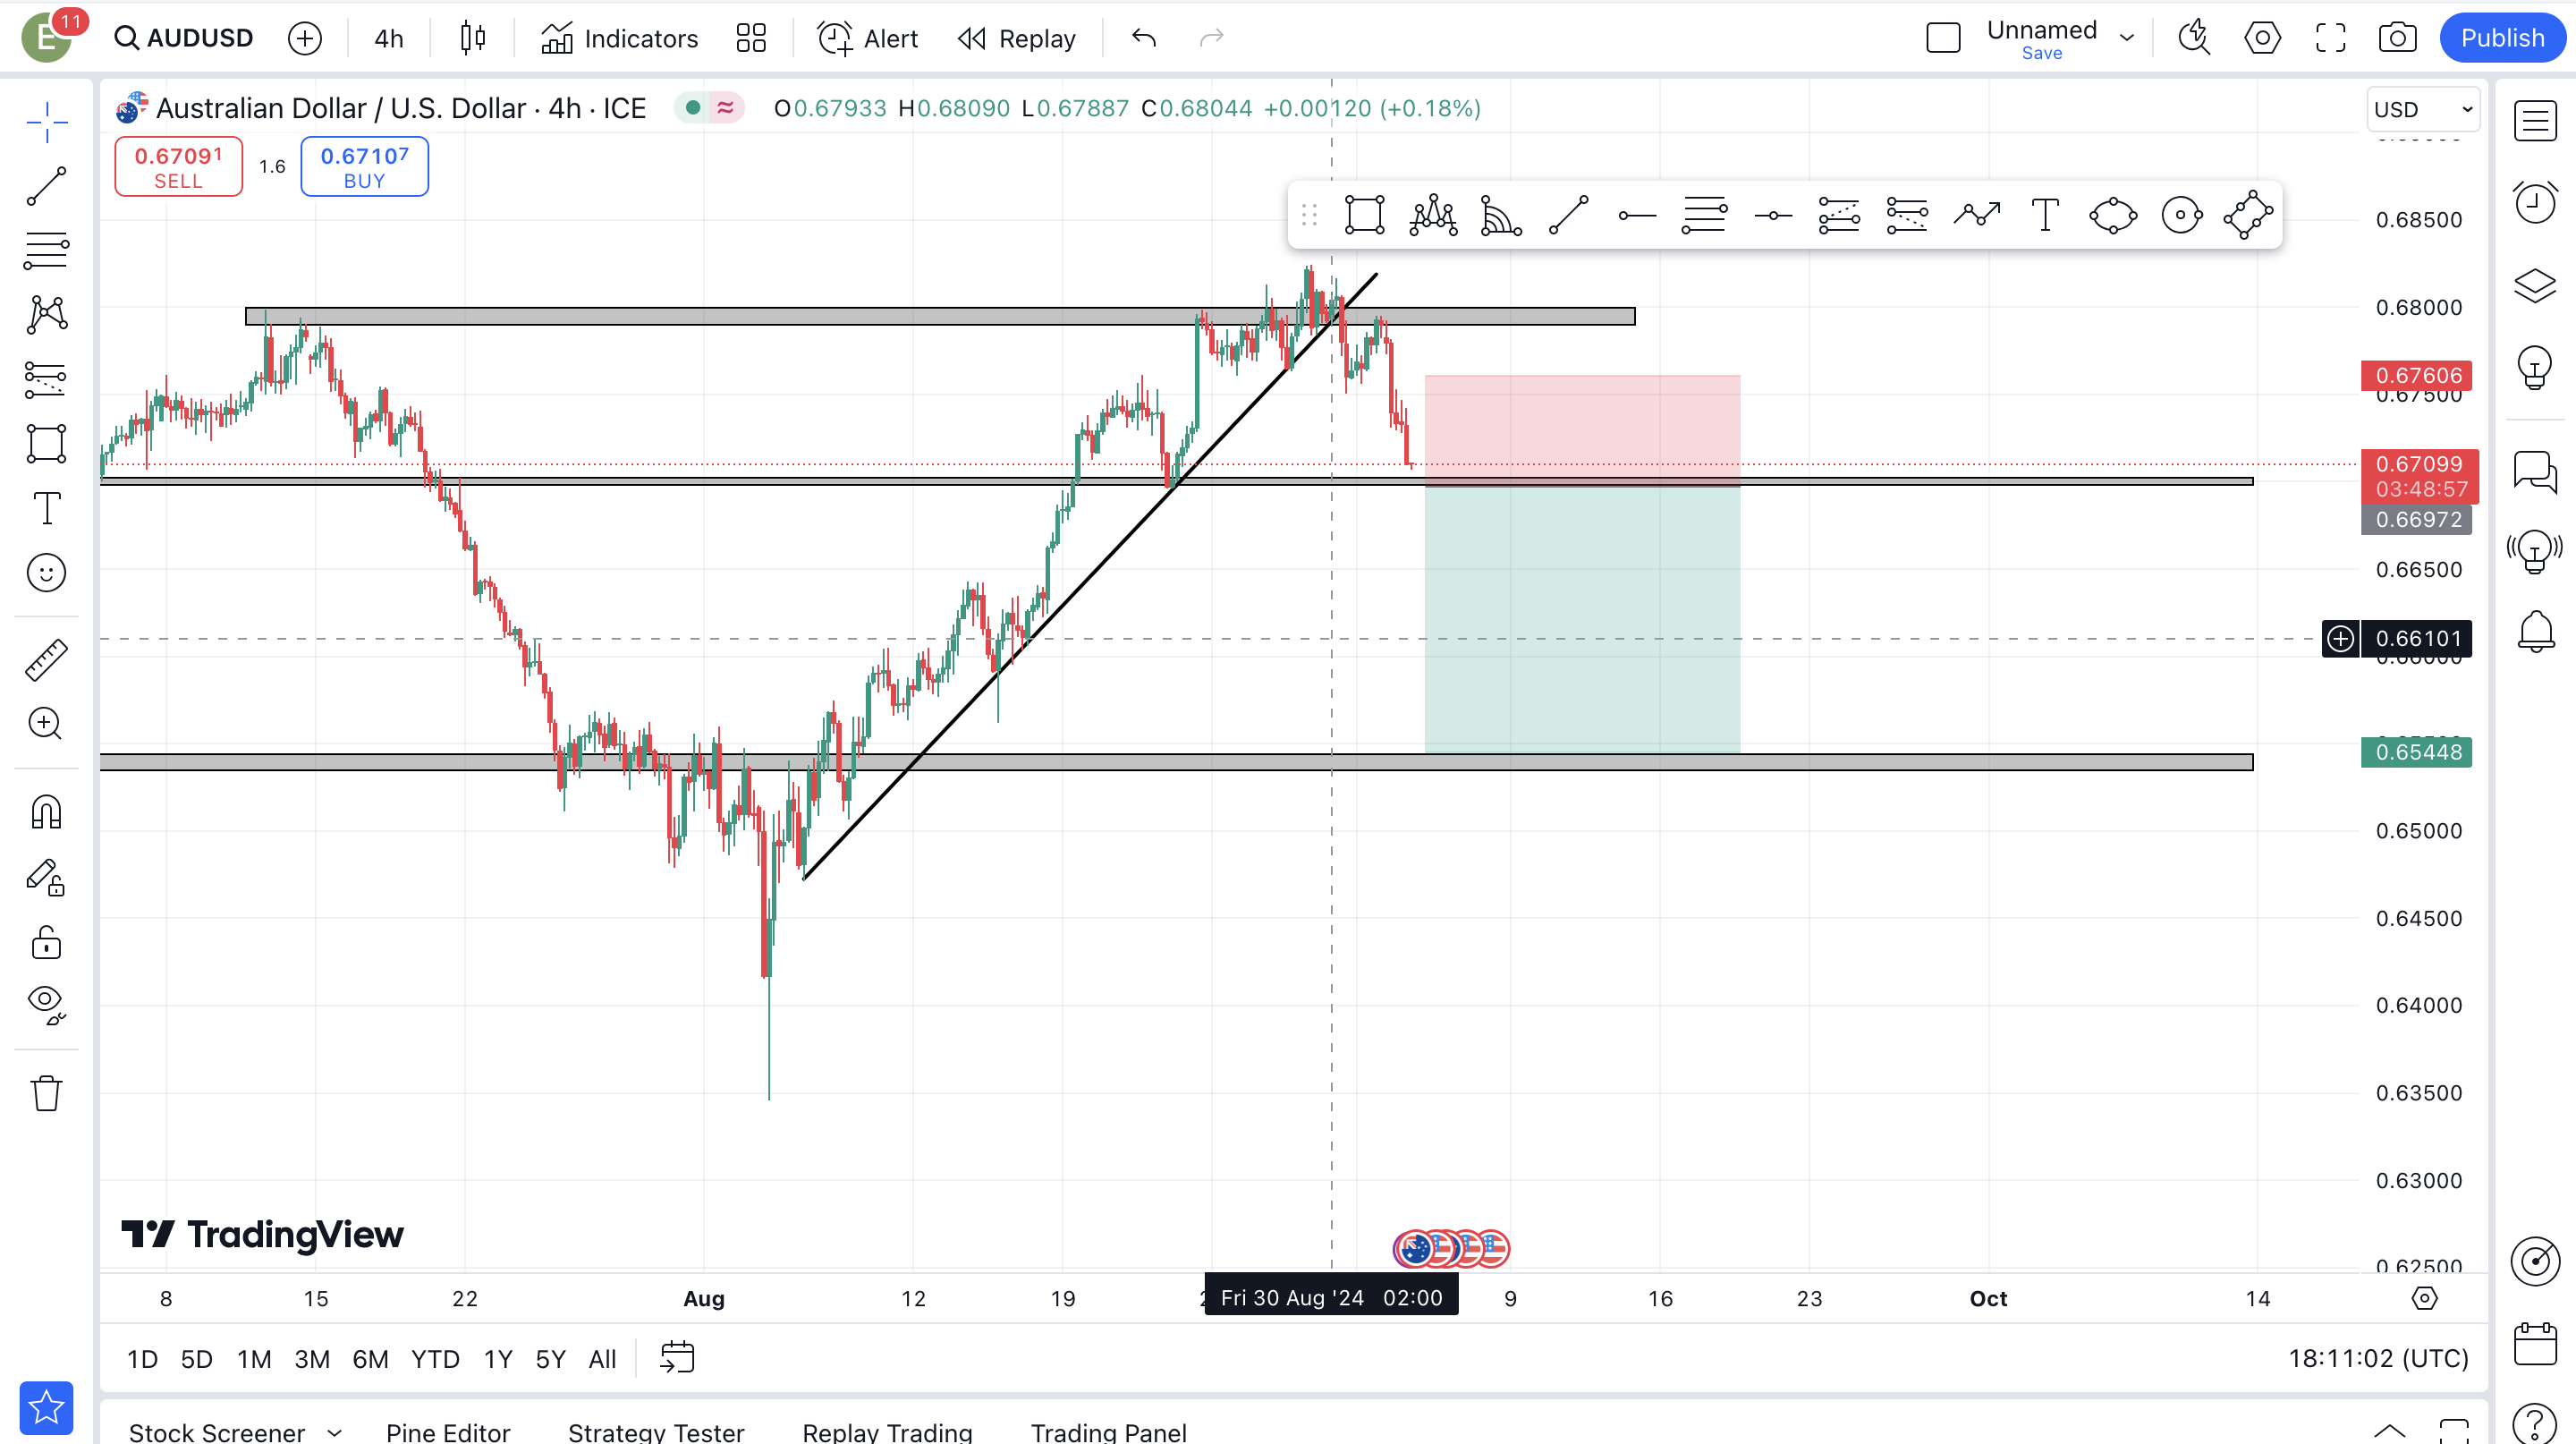 E 11 AUDUSD 4h Indicators Alert Replay Unnamed Publish
Save
Australian Dollar / U.S. Dollar · 4h · ICE O0.67933 H0.68090 L0.67887 C0.68044 +0.00120 (+0.18%) USD
0.67091 1.6 0.67107
SELL BUY
0.68500
0.68000
0.67606
0.67500
0.67099
03:48:57
0.66972
0.66500
0.66101
0.66000
0.65448
0.65000
0.64500
0.64000
0.63500
0.63000
0.62500
TradingView
8 15 22 Aug 12 19 Fri 30 Aug '24 02:00 9 16 23 Oct 14
1D 5D 1M 3M 6M YTD 1Y 5Y All 18:11:02 (UTC)
Stock Screener Pine Editor Strategy Tester Replay Trading Trading Panel